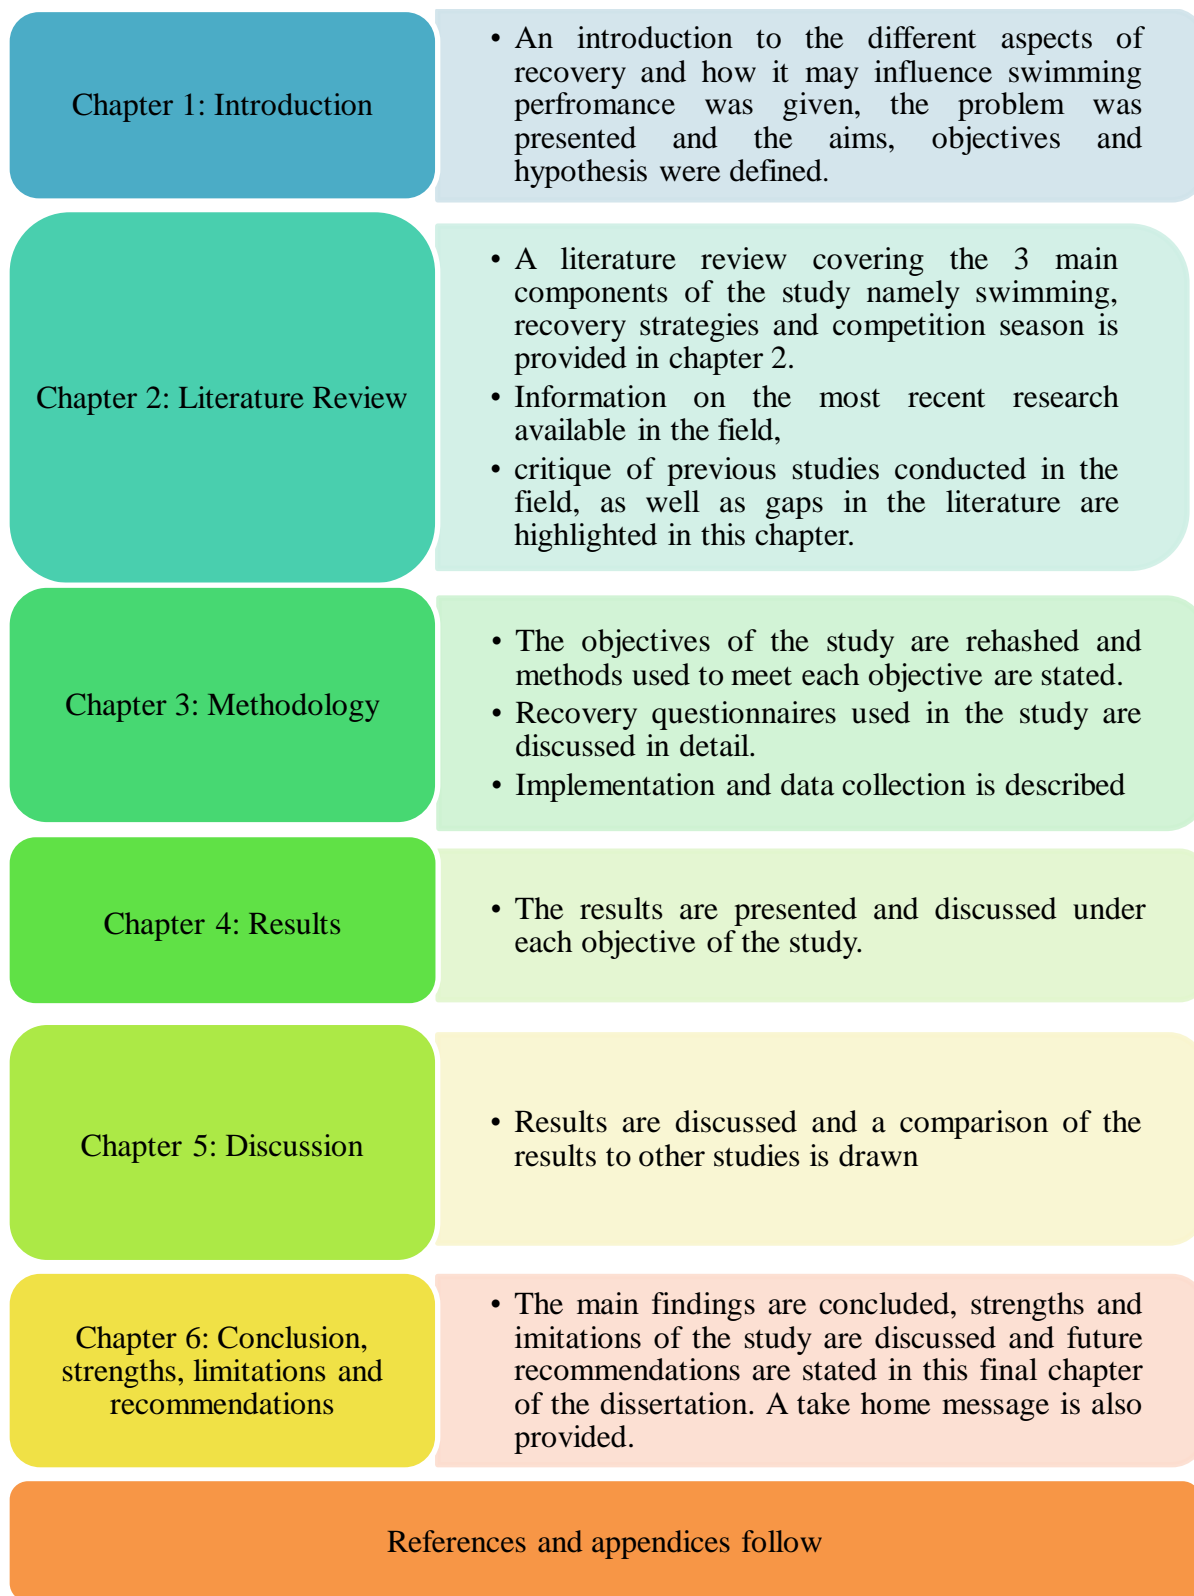 Chapter 1: Introduction
• An introduction to the different aspects of
recovery and how it may influence swimming
perfromance was given, the problem was
presented and the aims, objectives and
hypothesis were defined.
Chapter 2: Literature Review
• A literature review covering the 3 main
components of the study namely swimming,
recovery strategies and competition season is
provided in chapter 2.
• Information on the most recent research
available in the field,
• critique of previous studies conducted in the
field, as well as gaps in the literature are
highlighted in this chapter.
Chapter 3: Methodology
• The objectives of the study are rehashed and
methods used to meet each objective are stated.
• Recovery questionnaires used in the study are
discussed in detail.
• Implementation and data collection is described
Chapter 4: Results
• The results are presented and discussed under
each objective of the study.
Chapter 5: Discussion
• Results are discussed and a comparison of the
results to other studies is drawn
Chapter 6: Conclusion,
strengths, limitations and
recommendations
• The main findings are concluded, strengths and
imitations of the study are discussed and future
recommendations are stated in this final chapter
of the dissertation. A take home message is also
provided.
References and appendices follow